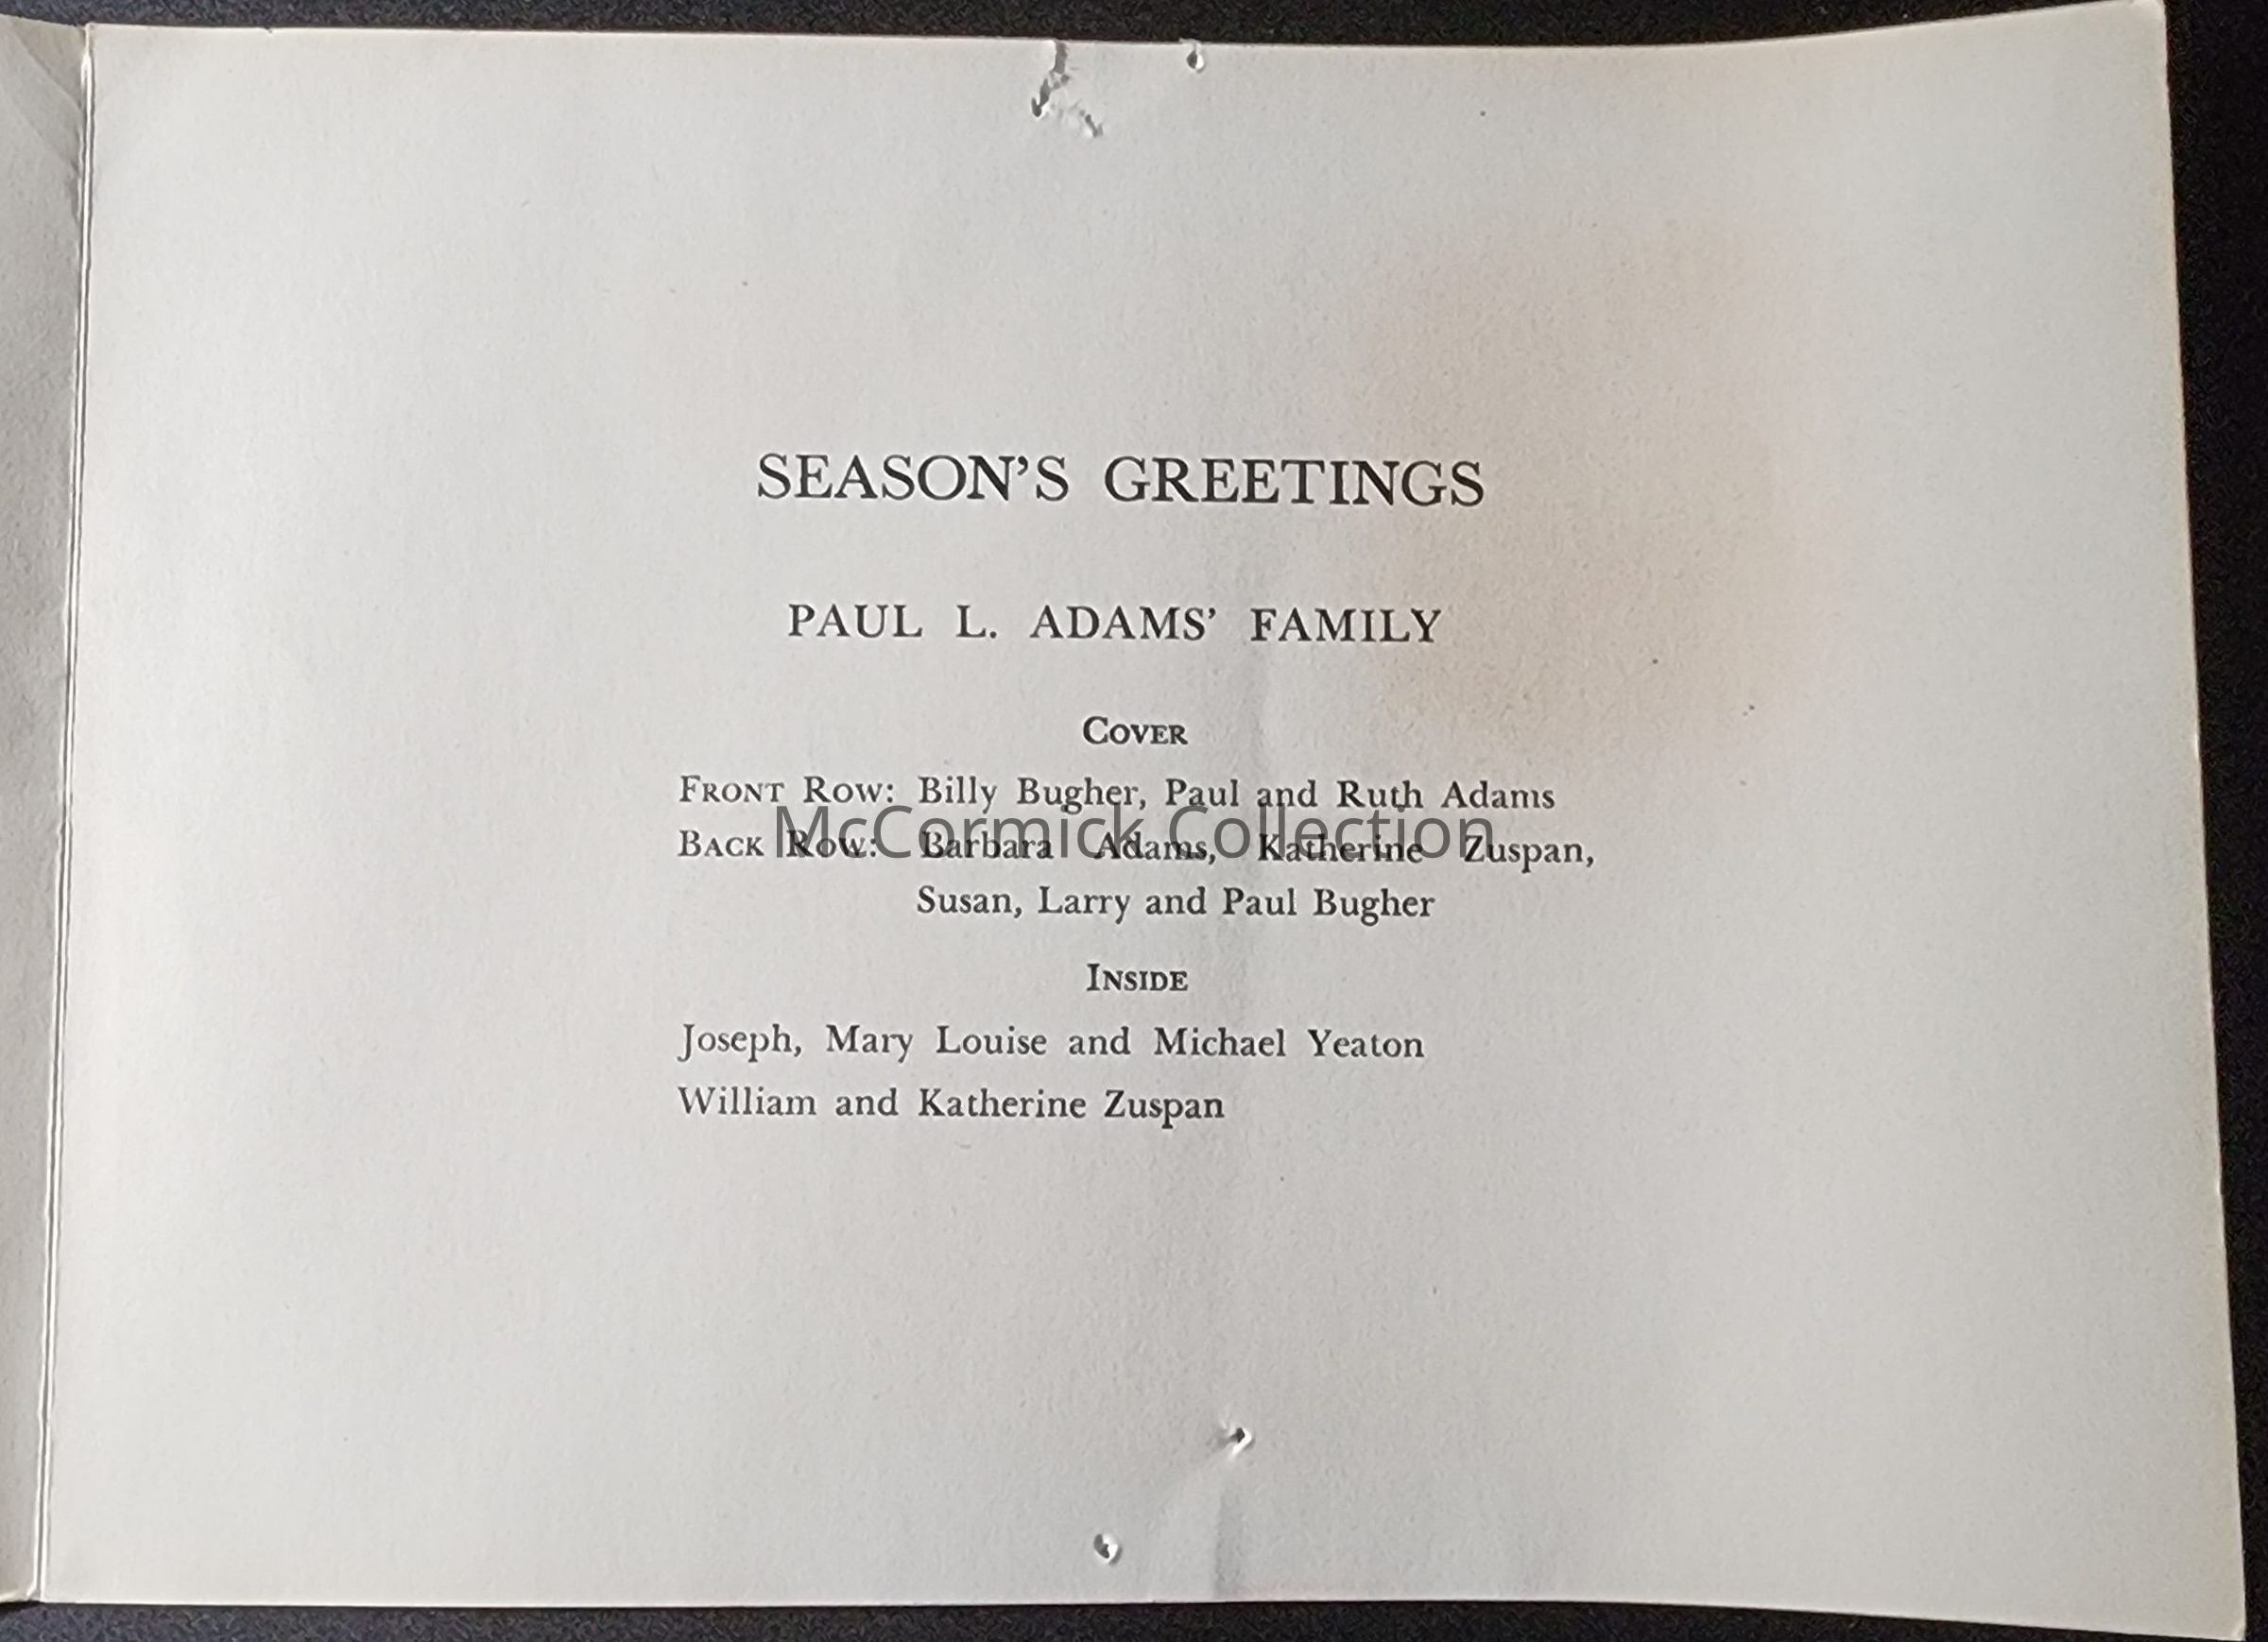 SEASON'S GREETINGS
PAUL L. ADAMS' FAMILY
COVER
FRONT ROW: Billy Bugher, Paul and Ruth Adams
McCormick Collection
BACK ROW: Barbara Adams, Katherine Zuspan,
Susan, Larry and Paul Bugher
INSIDE
Joseph, Mary Louise and Michael Yeaton
William and Katherine Zuspan